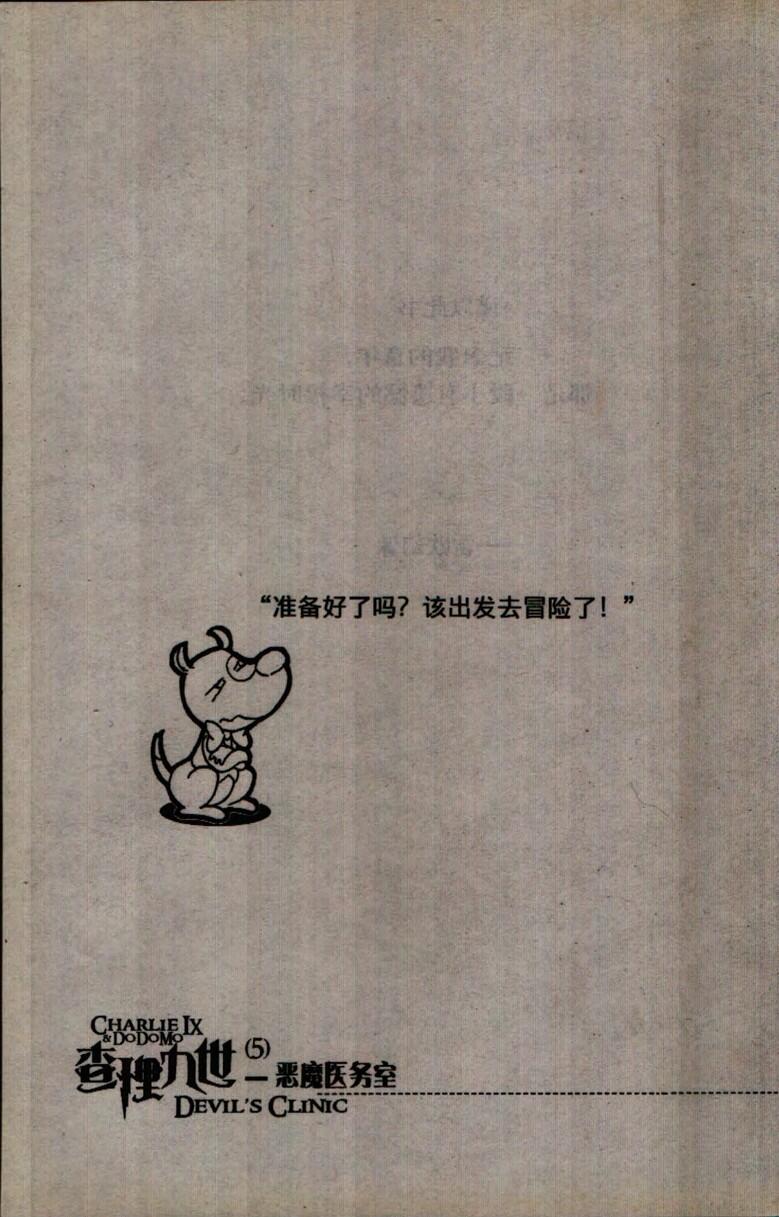 “准备好了吗？该出发去冒险了！”
CHARLIE IX
& DODOMO
查理九世(5)
—恶魔医务室
DEVIL'S CLINIC